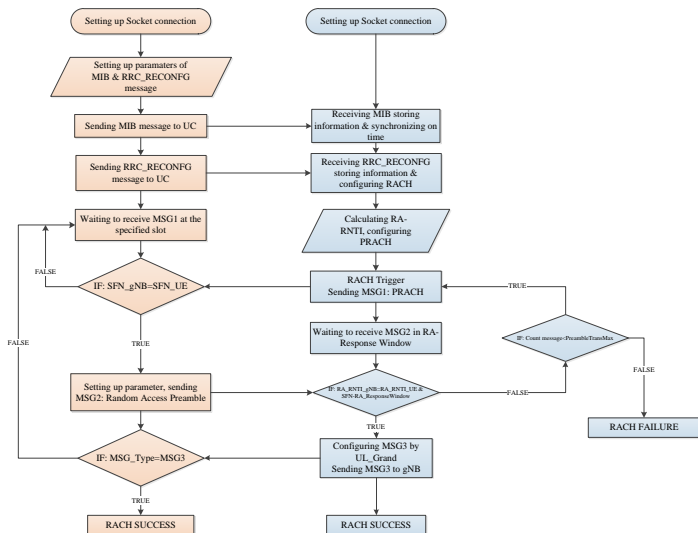 Setting up Socket connection
Setting up Socket connection
Setting up paramaters of
MIB & RRC_RECONFG
message
Sending MIB message to UC
Receiving MIB storing
information & synchronizing on
time
Sending RRC_RECONFG
message to UC
Receiving RRC_RECONFG
storing information &
configuring RACH
Waiting to receive MSG1 at the
specified slot
Calculating RA-
RNTI, configuring
PRACH
FALSE
IF: SFN_gNB=SFN_UE
RACH Trigger
Sending MSG1: PRACH
TRUE
FALSE
TRUE
Waiting to receive MSG2 in RA-
Response Window
IF: Count message<PreambleTransMax
FALSE
Setting up parameter, sending
MSG2: Random Access Preamble
IF: RA_RNTI_gNB=RA_RNTI_UE &
SFN<RA_ResponseWindow
FALSE
TRUE
RACH FAILURE
IF: MSG_Type=MSG3
Configuring MSG3 by
UL_Grand
Sending MSG3 to gNB
TRUE
RACH SUCCESS
RACH SUCCESS